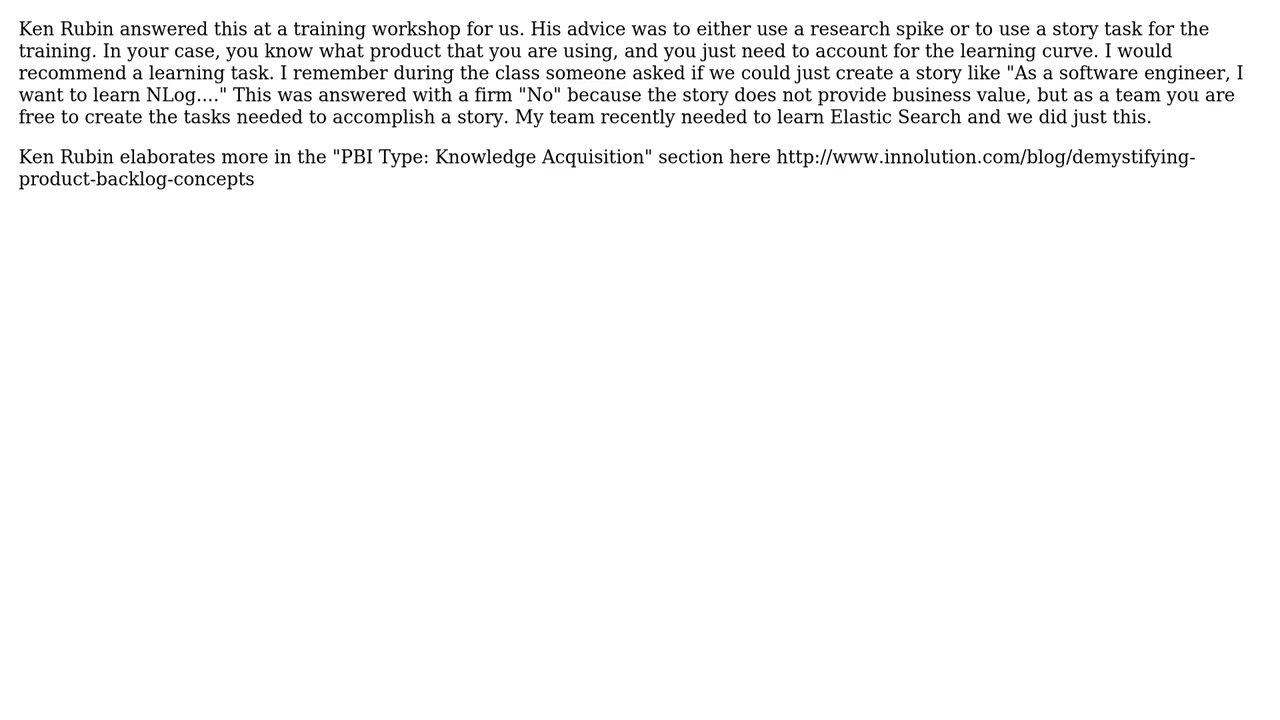 Ken Rubin answered this at a training workshop for us. His advice was to either use a research spike or to use a story task for the
training. In your case, you know what product that you are using, and you just need to account for the learning curve. I would
recommend a learning task. I remember during the class someone asked if we could just create a story like "As a software engineer, I
want to learn NLog...." This was answered with a firm "No" because the story does not provide business value, but as a team you are
free to create the tasks needed to accomplish a story. My team recently needed to learn Elastic Search and we did just this.
Ken Rubin elaborates more in the "PBI Type: Knowledge Acquisition" section here http://www.innolution.com/blog/demystifying-
product-backlog-concepts